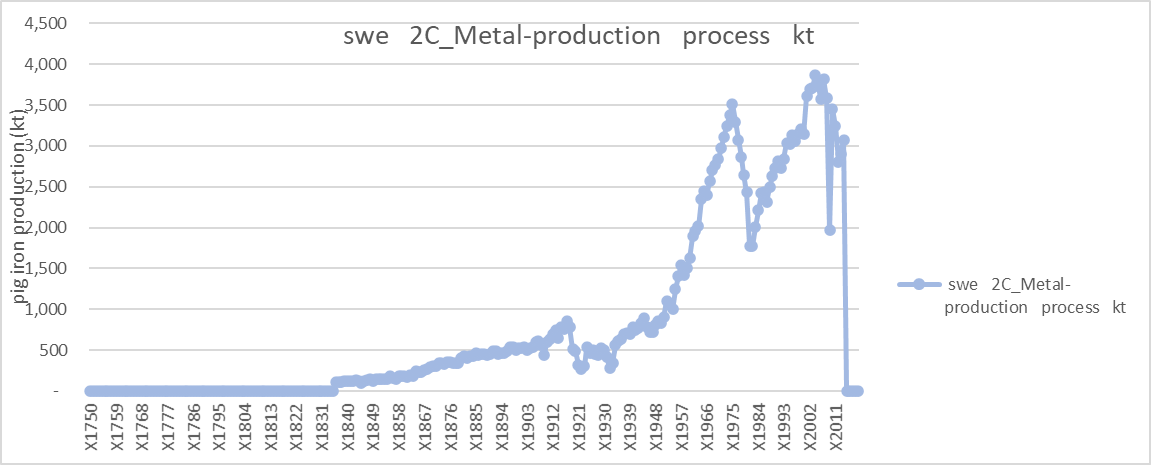 swe 2C_Metal-production process kt
pig iron production (kt)
4,500
4,000
3,500
3,000
2,500
2,000
1,500
1,000
500
-
X1750
X1759
X1768
X1777
X1786
X1795
X1804
X1813
X1822
X1831
X1840
X1849
X1858
X1867
X1876
X1885
X1894
X1903
X1912
X1921
X1930
X1939
X1948
X1957
X1966
X1975
X1984
X1993
X2002
X2011
swe 2C_Metal-
production process kt